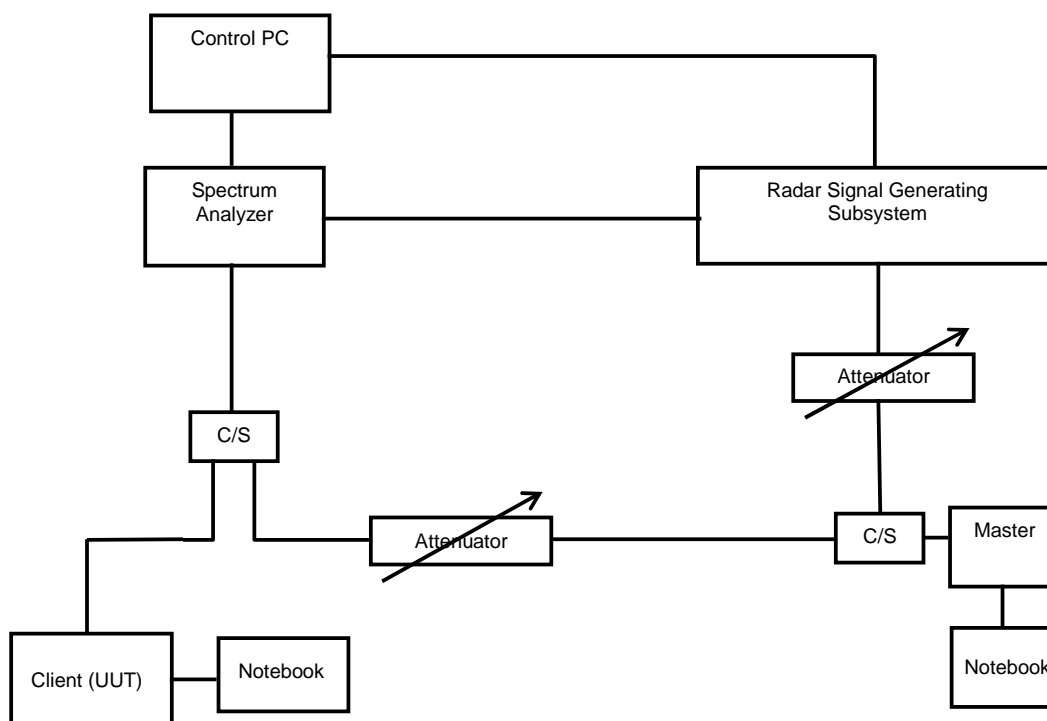 Control PC
Spectrum
Analyzer
Radar Signal Generating
Subsystem
Attenuator
C/S
Attenuator
C/S
Master
Client (UUT)
Notebook
Notebook